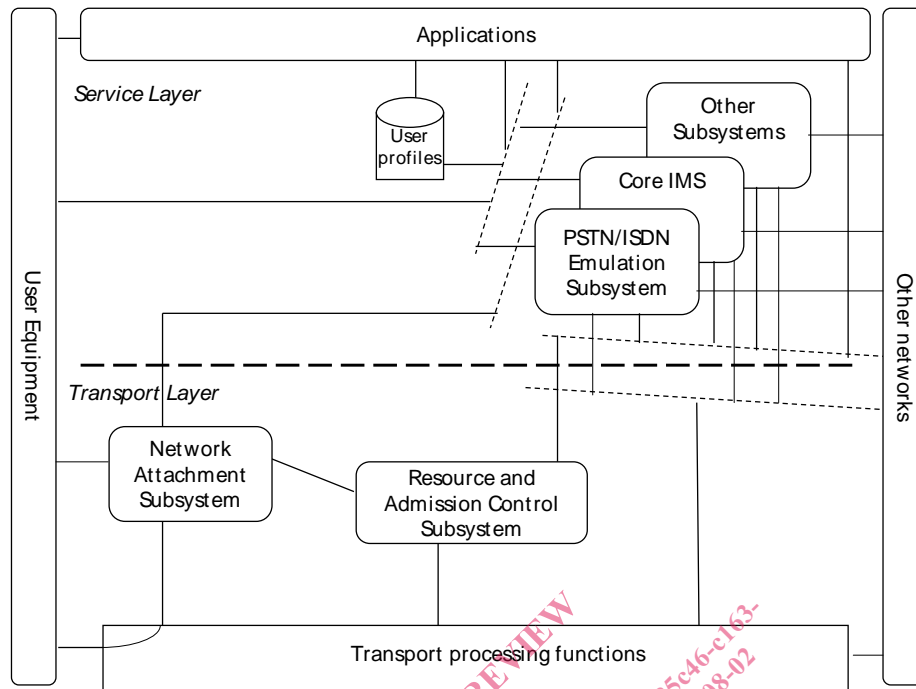 Applications
Service Layer
User
profiles
Other
Subsystems
Core IMS
PSTN/ISDN
Emulation
Subsystem
User Equipment
Other networks
Transport Layer
Network
Attachment
Subsystem
Resource and
Admission Control
Subsystem
Transport processing functions